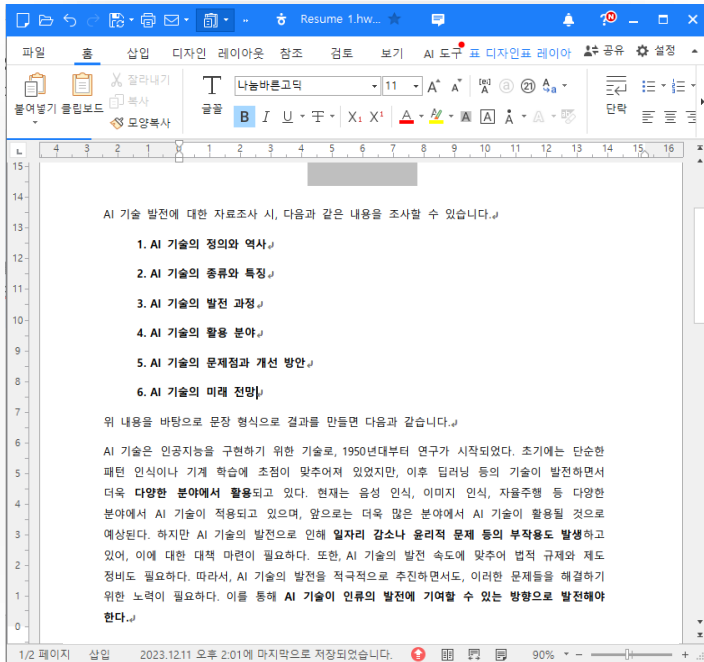 Resume 1.hw...
파일 홈 삽입 디자인 레이아웃 참조 검토 보기 AI 도구 표 디자인 표 레이아 공유 설정
붙여넣기 클립보드 잘라내기 복사 모양복사
글꼴 나눔바른고딕 11
단락
4 3 2 1 0 1 2 3 4 5 6 7 8 9 10 11 12 13 14 15 16
AI 기술 발전에 대한 자료조사 시, 다음과 같은 내용을 조사할 수 있습니다.
1. AI 기술의 정의와 역사
2. AI 기술의 종류와 특징
3. AI 기술의 발전 과정
4. AI 기술의 활용 분야
5. AI 기술의 문제점과 개선 방안
6. AI 기술의 미래 전망
위 내용을 바탕으로 문장 형식으로 결과를 만들면 다음과 같습니다.
AI 기술은 인공지능을 구현하기 위한 기술로, 1950년대부터 연구가 시작되었다. 초기에는 단순한
패턴 인식이나 기계 학습에 초점이 맞추어져 있었지만, 이후 딥러닝 등의 기술이 발전하면서
더욱 다양한 분야에서 활용되고 있다. 현재는 음성 인식, 이미지 인식, 자율주행 등 다양한
분야에서 AI 기술이 적용되고 있으며, 앞으로는 더욱 많은 분야에서 AI 기술이 활용될 것으로
예상된다. 하지만 AI 기술의 발전으로 인해 일자리 감소나 윤리적 문제 등의 부작용도 발생하고
있어, 이에 대한 대책 마련이 필요하다. 또한, AI 기술의 발전 속도에 맞추어 법적 규제와 제도
정비도 필요하다. 따라서, AI 기술의 발전을 적극적으로 추진하면서도, 이러한 문제들을 해결하기
위한 노력이 필요하다. 이를 통해 AI 기술이 인류의 발전에 기여할 수 있는 방향으로 발전해야
한다.
1/2 페이지 삽입 2023.12.11 오후 2:01에 마지막으로 저장되었습니다. 90%